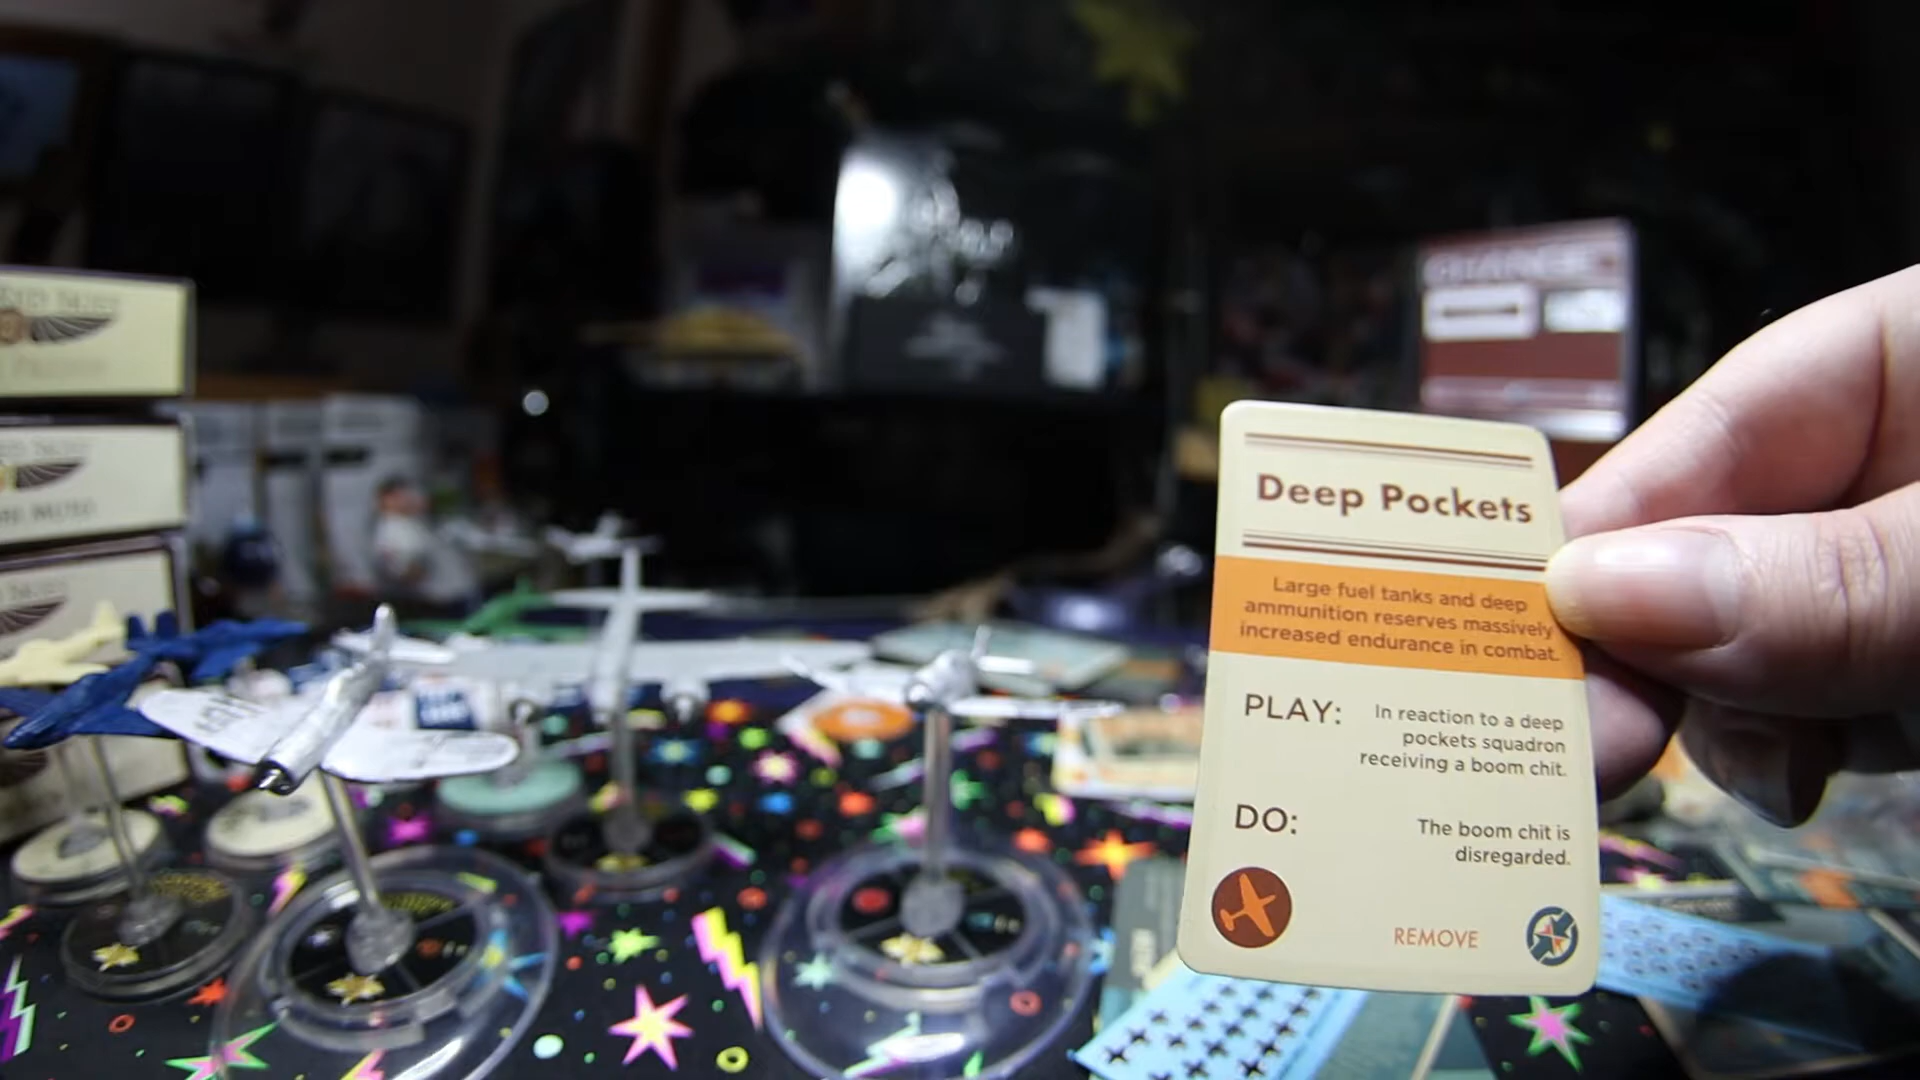 Deep Pockets
Large fuel tanks and deep
ammunition reserves massively
increased endurance in combat.
PLAY:
In reaction to a deep
pockets squadron
receiving a boom chit.
DO:
The boom chit is
disregarded.
REMOVE